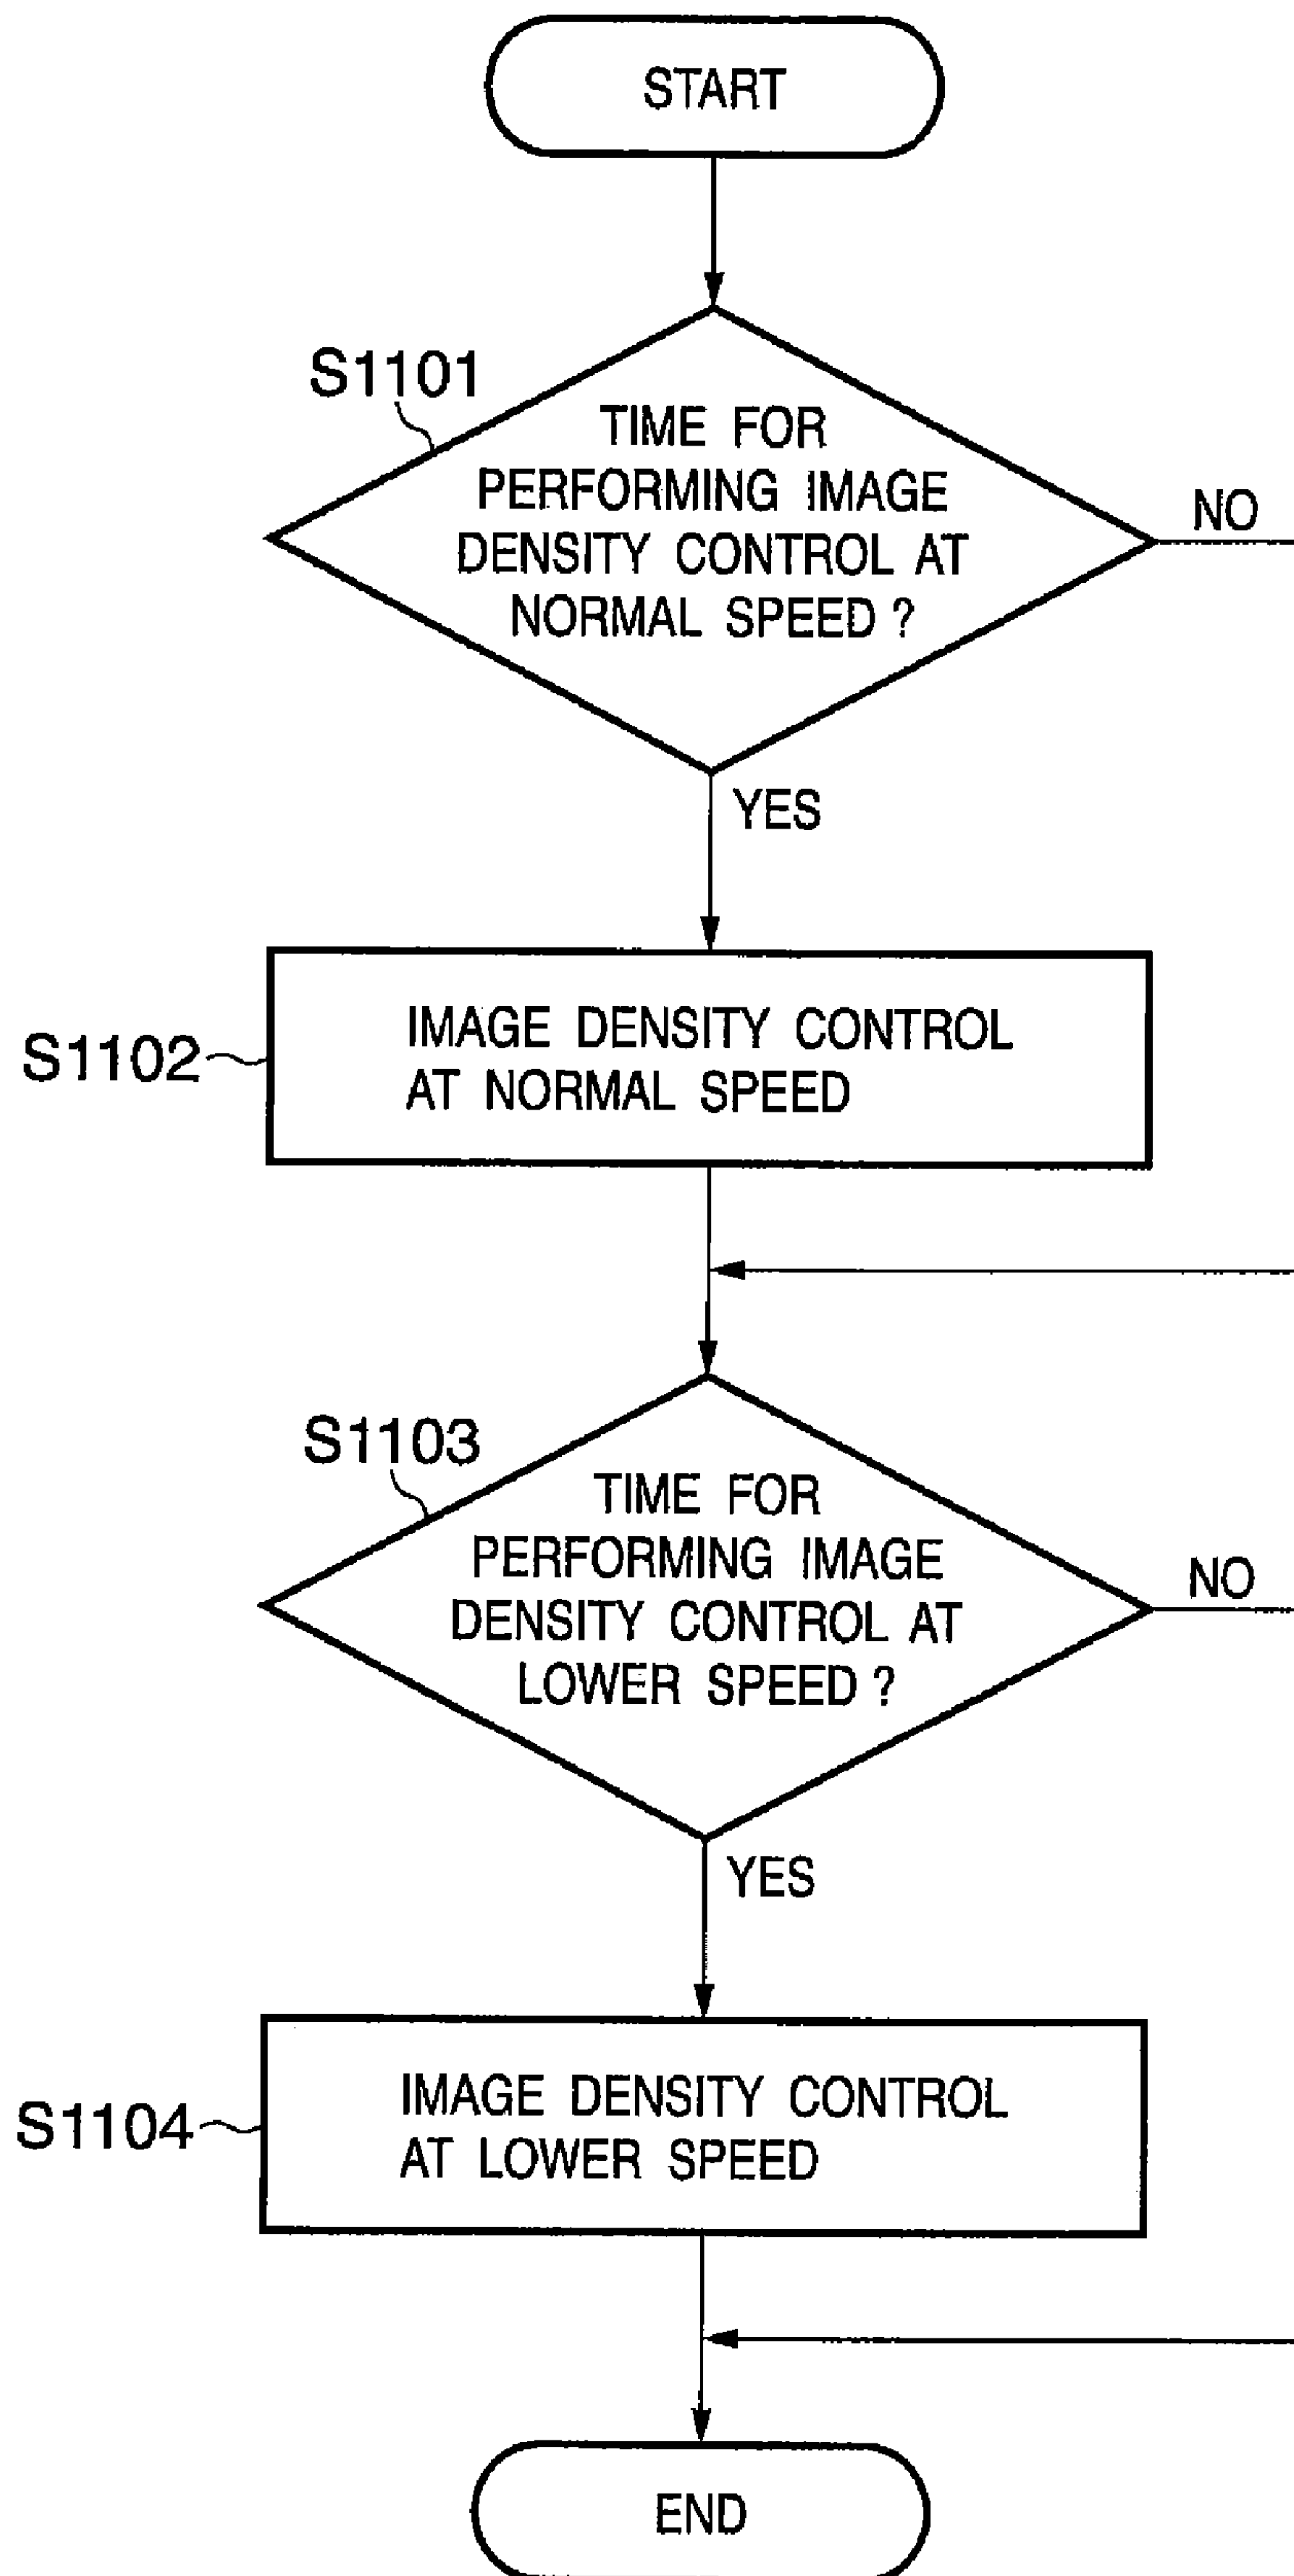 START
S1101
TIME FOR
PERFORMING IMAGE
DENSITY CONTROL AT
NORMAL SPEED ?
NO
YES
S1102
IMAGE DENSITY CONTROL
AT NORMAL SPEED
S1103
TIME FOR
PERFORMING IMAGE
DENSITY CONTROL AT
LOWER SPEED ?
NO
YES
S1104
IMAGE DENSITY CONTROL
AT LOWER SPEED
END